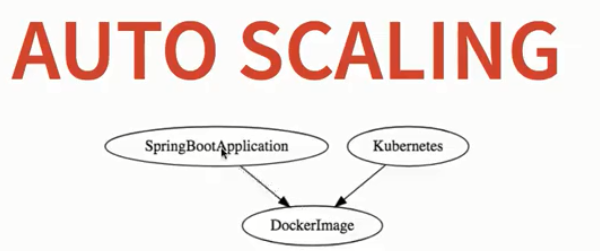 AUTO SCALING
SpringBootApplication Kubernetes
DockerImage